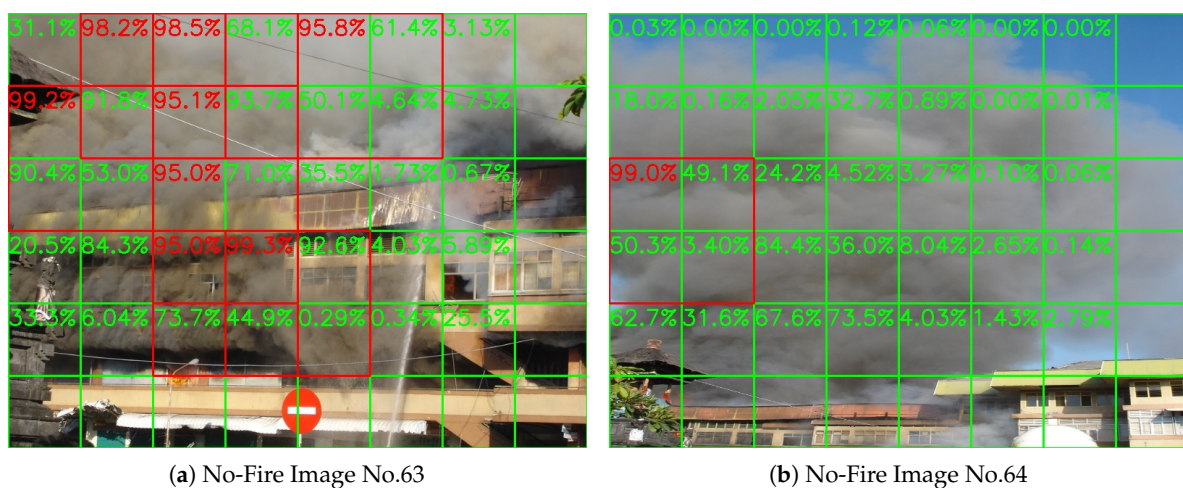 31.1% 98.2% 98.5% 68.1% 95.8% 61.4% 3.13%
99.2% 91.8% 95.1% 93.7% 50.1% 4.64% 4.73%
90.4% 53.0% 95.0% 71.0% 35.5% 1.73% 0.67%
20.5% 84.3% 95.0% 99.3% 92.6% 4.03% 5.89%
33.3% 6.04% 73.7% 44.9% 0.29% 0.34% 25.5%
(a) No-Fire Image No.63
0.03% 0.00% 0.00% 0.12% 0.06% 0.00% 0.00%
18.0% 0.16% 2.05% 32.7% 0.89% 0.00% 0.01%
99.0% 49.1% 24.2% 4.52% 3.27% 0.10% 0.06%
50.3% 3.40% 84.4% 36.0% 8.04% 2.65% 0.14%
62.7% 31.6% 67.6% 73.5% 4.03% 1.43% 2.79%
(b) No-Fire Image No.64